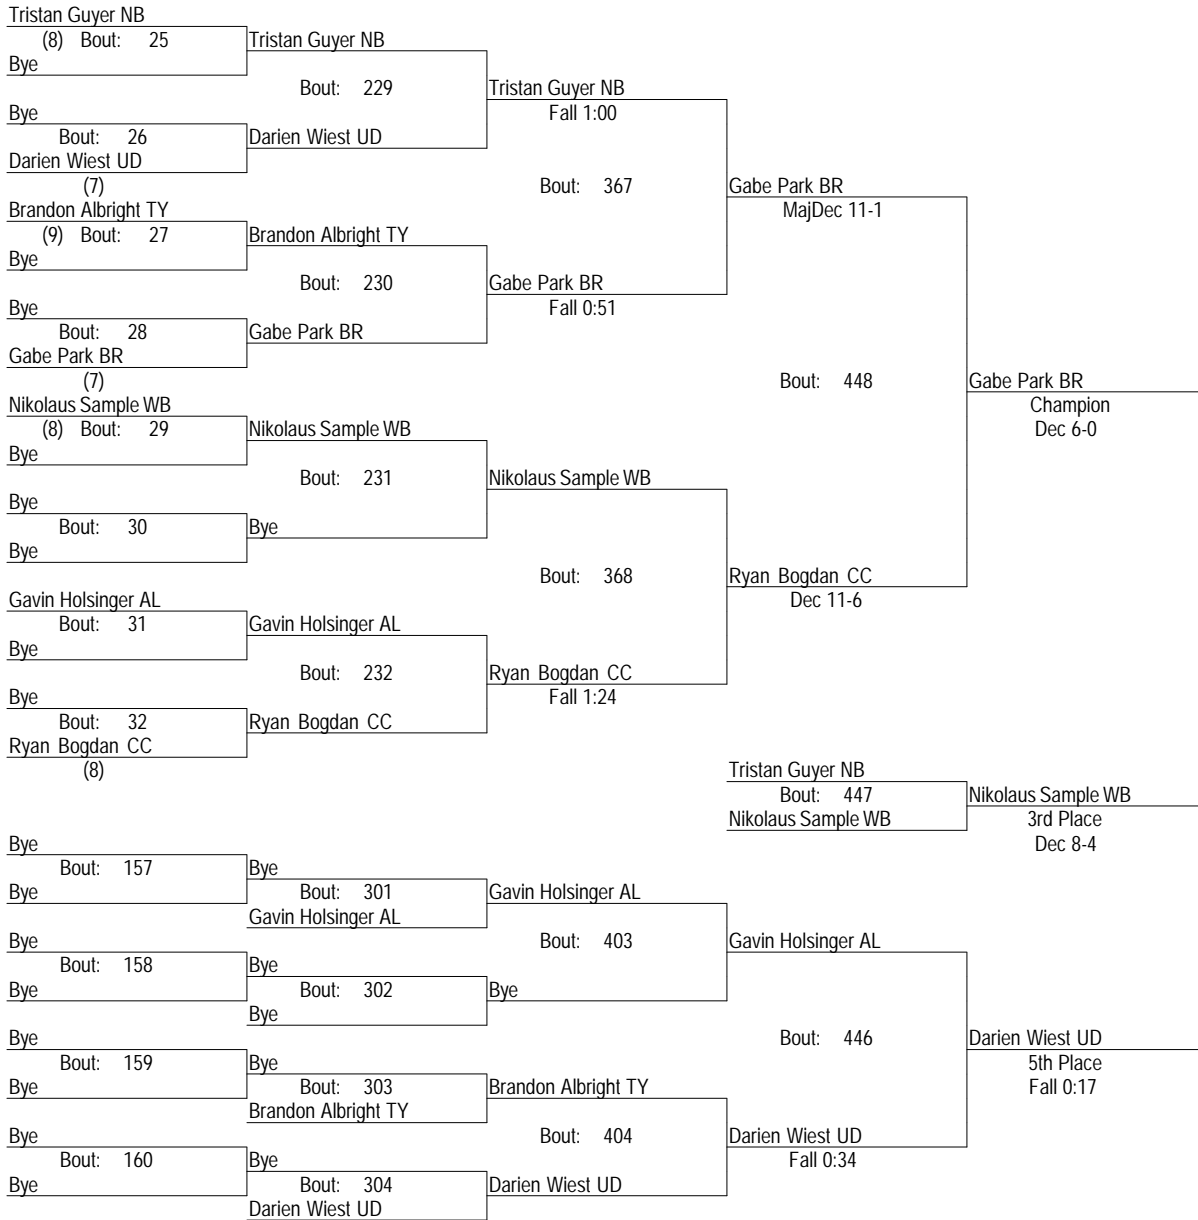 Tristan Guyer NB
(8) Bout: 25 Tristan Guyer NB
Bye
Bout: 229 Tristan Guyer NB
Bye Fall 1:00
Bout: 26 Darien Wiest UD
Darien Wiest UD
(7) Bout: 367 Gabe Park BR
Brandon Albright TY MajDec 11-1
(9) Bout: 27 Brandon Albright TY
Bye
Bout: 230 Gabe Park BR
Bye Fall 0:51
Bout: 28 Gabe Park BR
Gabe Park BR
(7) Bout: 448 Gabe Park BR
Nikolaus Sample WB Champion
(8) Bout: 29 Nikolaus Sample WB Dec 6-0
Bye
Bout: 231 Nikolaus Sample WB
Bye
Bout: 30 Bye
Bye
Bout: 368 Ryan Bogdan CC
Gavin Holsinger AL Dec 11-6
Bout: 31 Gavin Holsinger AL
Bye
Bout: 232 Ryan Bogdan CC
Bye Fall 1:24
Bout: 32 Ryan Bogdan CC
Ryan Bogdan CC
(8) Tristan Guyer NB
Bout: 447 Nikolaus Sample WB
Nikolaus Sample WB 3rd Place
Bye Dec 8-4
Bout: 157 Bye
Bye Bout: 301 Gavin Holsinger AL
Gavin Holsinger AL
Bye Bout: 403 Gavin Holsinger AL
Bout: 158 Bye
Bye Bout: 302 Bye
Bye
Bye Bout: 446 Darien Wiest UD
Bout: 159 Bye 5th Place
Bye Bout: 303 Brandon Albright TY Fall 0:17
Brandon Albright TY
Bye Bout: 404 Darien Wiest UD
Bout: 160 Bye Fall 0:34
Bye Bout: 304 Darien Wiest UD
Darien Wiest UD